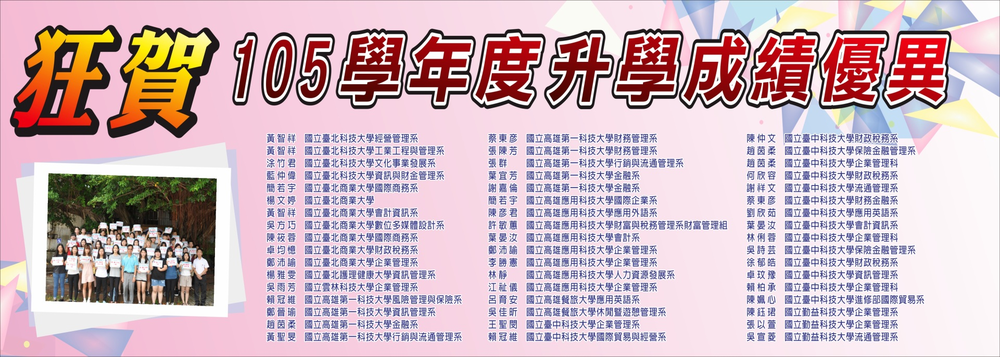 狂賀
105學年度升學成績優異
黃智祥 國立臺北科技大學經營管理系
黃智祥 國立臺北科技大學工業工程與管理系
涂竹君 國立臺北科技大學文化事業發展系
藍仲偉 國立臺北科技大學資訊與財金管理系
簡若宇 國立臺北商業大學國際商務系
楊文婷 國立臺北商業大學
黃智祥 國立臺北商業大學會計資訊系
吳方巧 國立臺北商業大學數位多媒體設計系
陳筱蓉 國立臺北商業大學國際商務系
卓均憶 國立臺北商業大學財政稅務系
鄭沛諭 國立臺北商業大學企業管理系
楊雅雯 國立臺北護理健康大學資訊管理系
吳雨芳 國立雲林科技大學企業管理系
賴冠維 國立高雄第一科技大學風險管理與保險系
鄭晉瑜 國立高雄第一科技大學資訊管理系
趙茵柔 國立高雄第一科技大學金融系
黃聖旻 國立高雄第一科技大學行銷與流通管理系
蔡東彥 國立高雄第一科技大學財務管理系
張陳芳 國立高雄第一科技大學財務管理系
張群 國立高雄第一科技大學行銷與流通管理系
葉宜芳 國立高雄第一科技大學金融系
謝嘉倫 國立高雄第一科技大學金融系
簡若宇 國立高雄應用科技大學國際企業系
陳彦君 國立高雄應用科技大學應用外語系
許敏蕙 國立高雄應用科技大學財富與稅務管理系財富管理組
葉晏汝 國立高雄應用科技大學會計系
鄭沛諭 國立高雄應用科技大學企業管理系
李勝憲 國立高雄應用科技大學企業管理系
林靜 國立高雄應用科技大學人力資源發展系
江祉儀 國立高雄應用科技大學企業管理系
呂育安 國立高雄餐旅大學應用英語系
吳佳昕 國立高雄餐旅大學休閒暨遊憩管理系
王聖閔 國立臺中科技大學企業管理系
賴冠維 國立臺中科技大學國際貿易與經營系
陳仲文 國立臺中科技大學財政稅務系
趙茵柔 國立臺中科技大學保險金融管理系
趙茵柔 國立臺中科技大學企業管理科
何欣容 國立臺中科技大學財政稅務系
謝祥文 國立臺中科技大學流通管理系
蔡東彥 國立臺中科技大學財務金融系
劉欣茹 國立臺中科技大學應用英語系
葉晏汝 國立臺中科技大學會計資訊系
林俐蓉 國立臺中科技大學企業管理科
吳詩芸 國立臺中科技大學保險金融管理系
徐郁皓 國立臺中科技大學財政稅務系
卓玟豫 國立臺中科技大學資訊管理系
賴柏承 國立臺中科技大學企業管理科
陳姵心 國立臺中科技大學進修部國際貿易系
陳鈺珺 國立勤益科技大學企業管理系
張以萱 國立勤益科技大學企業管理系
吳宣菱 國立勤益科技大學流通管理系